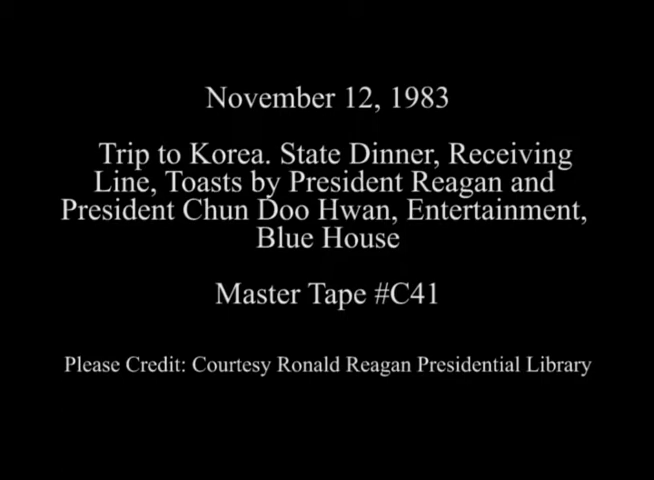 November 12, 1983
Trip to Korea. State Dinner, Receiving
Line, Toasts by President Reagan and
President Chun Doo Hwan, Entertainment,
Blue House
Master Tape #C41
Please Credit: Courtesy Ronald Reagan Presidential Library